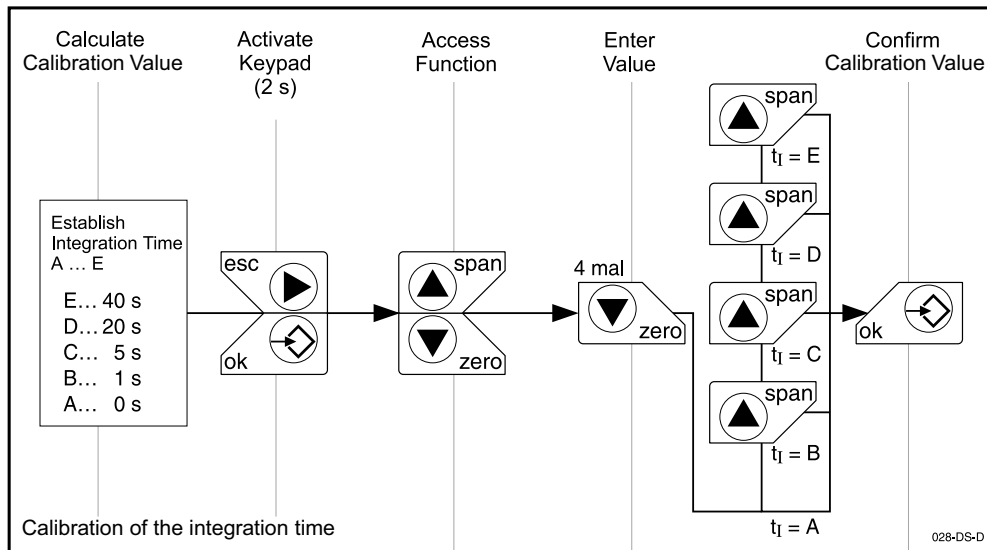 Calculate
Calibration Value
Activate
Keypad
(2 s)
Access
Function
Enter
Value
Confirm
Calibration Value
Establish
Integration Time
A ... E
E... 40 s
D... 20 s
C... 5 s
B... 1 s
A... 0 s
esc
ok
span
zero
4 mal
zero
span
tI = E
span
tI = D
span
tI = C
span
tI = B
tI = A
ok
Calibration of the integration time
028-DS-D